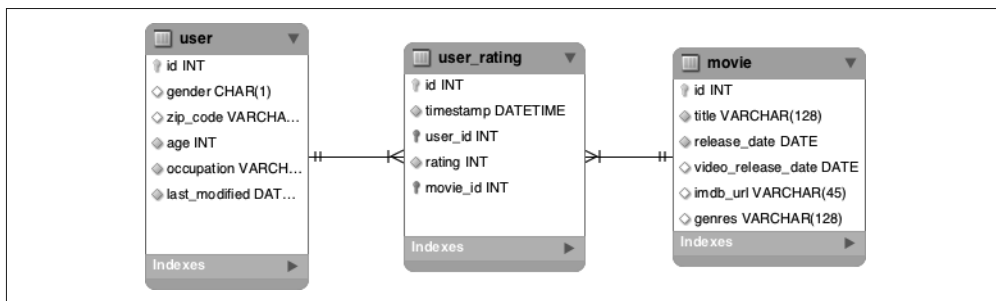 user
id INT
gender CHAR(1)
zip_code VARCHA...
age INT
occupation VARCH...
last_modified DAT...
Indexes
user_rating
id INT
timestamp DATETIME
user_id INT
rating INT
movie_id INT
Indexes
movie
id INT
title VARCHAR(128)
release_date DATE
video_release_date DATE
imdb_url VARCHAR(45)
genres VARCHAR(128)
Indexes